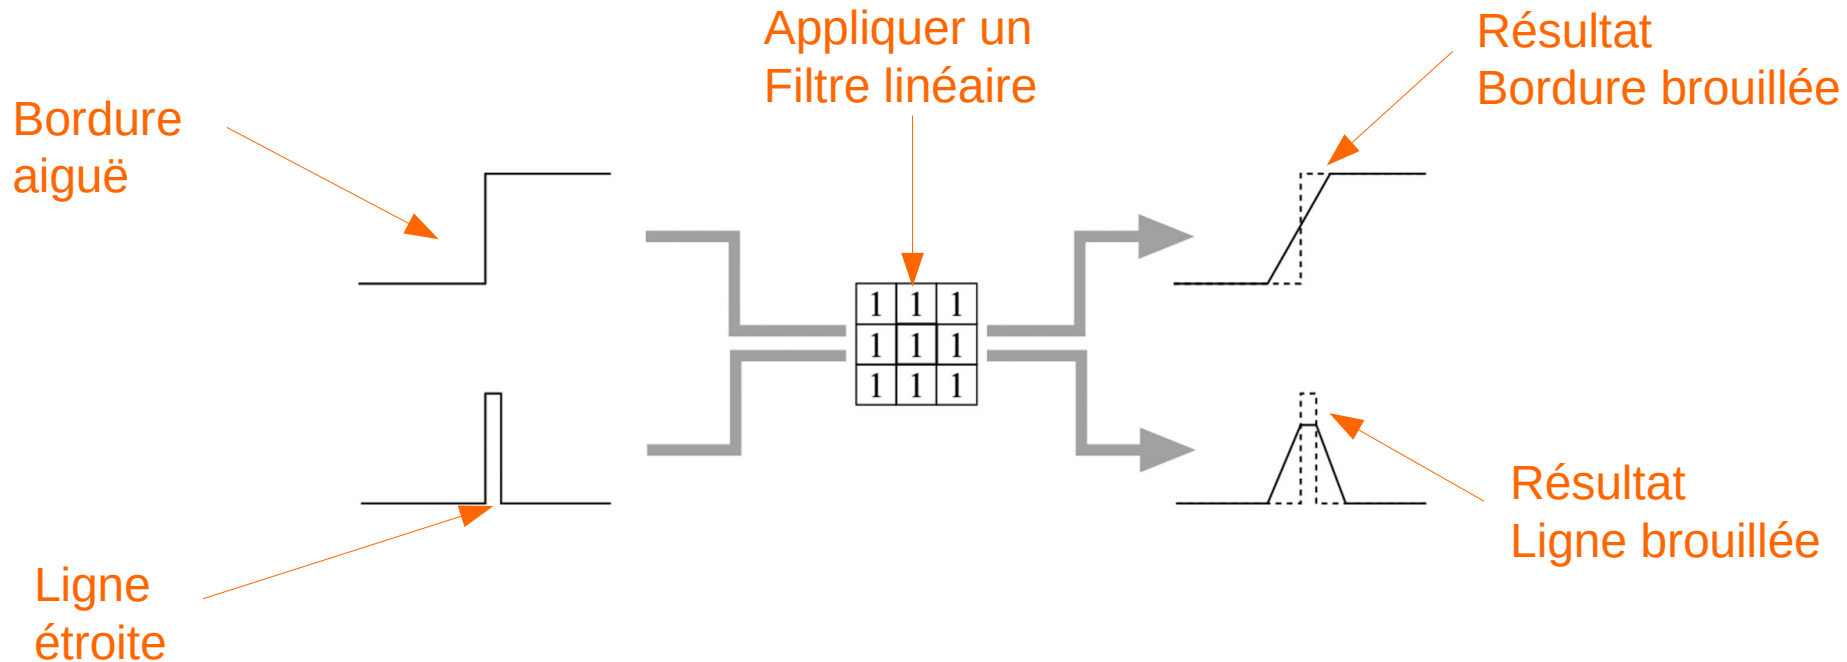 Appliquer un
Filtre linéaire
Résultat
Bordure brouillée
Bordure
aiguë
1 1 1
1 1 1
1 1 1
Résultat
Ligne brouillée
Ligne
étroite